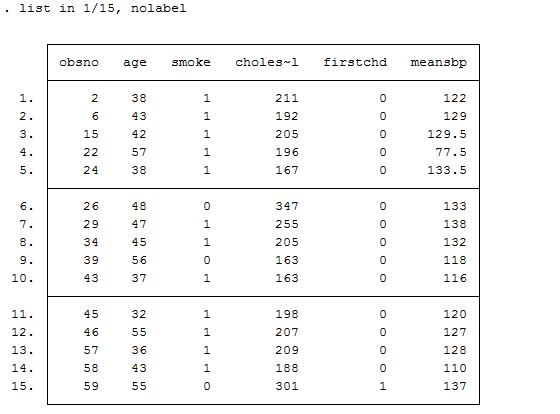 . list in 1/15, nolabel
obsno age smoke choles~l firstchd meansbp
1. 2 38 1 211 0 122
2. 6 43 1 192 0 129
3. 15 42 1 205 0 129.5
4. 22 57 1 196 0 77.5
5. 24 38 1 167 0 133.5
6. 26 48 0 347 0 133
7. 29 47 1 255 0 138
8. 34 45 1 205 0 132
9. 39 56 0 163 0 118
10. 43 37 1 163 0 116
11. 45 32 1 198 0 120
12. 46 55 1 207 0 127
13. 57 36 1 209 0 128
14. 58 43 1 188 0 110
15. 59 55 0 301 1 137